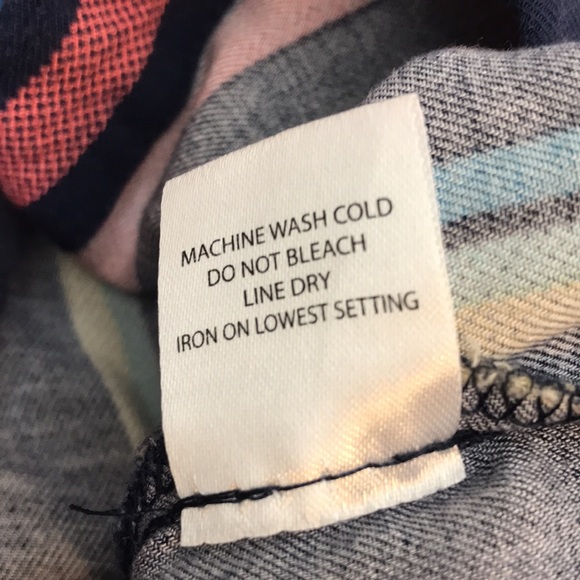 MACHINE WASH COLD
DO NOT BLEACH
LINE DRY
IRON ON LOWEST SETTING